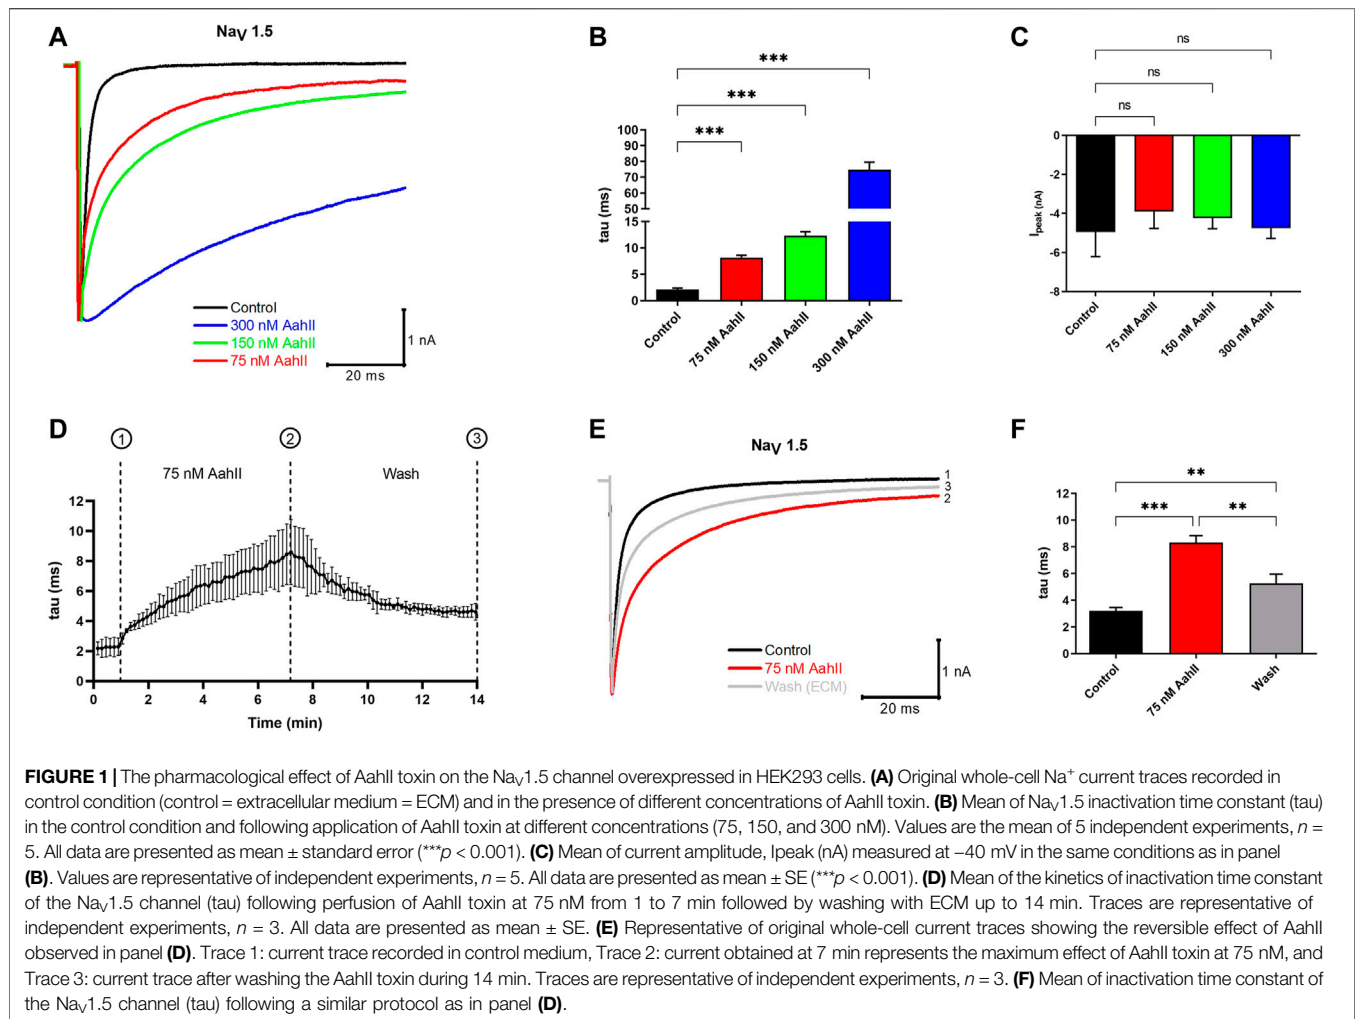 A
Nav 1.5
Control
300 nM AahII
150 nM AahII
75 nM AahII
1 nA
20 ms
B
***
***
***
100
90
80
70
60
50
15
10
5
0
tau (ms)
Control
75 nM AahII
150 nM AahII
300 nM AahII
C
ns
ns
ns
0
-2
-4
-6
-8
Ipeak (nA)
Control
75 nM AahII
150 nM AahII
300 nM AahII
D
1
2
3
75 nM AahII
Wash
12
10
8
6
4
2
0
tau (ms)
0 2 4 6 8 10 12 14
Time (min)
E
Nav 1.5
1
3
2
Control
75 nM AahII
Wash (ECM)
1 nA
20 ms
F
**
*** **
12
10
8
6
4
2
0
tau (ms)
Control
75 nM AahII
Wash
FIGURE 1 | The pharmacological effect of AahII toxin on the NaV1.5 channel overexpressed in HEK293 cells. (A) Original whole-cell Na+ current traces recorded in
control condition (control = extracellular medium = ECM) and in the presence of different concentrations of AahII toxin. (B) Mean of NaV1.5 inactivation time constant (tau)
in the control condition and following application of AahII toxin at different concentrations (75, 150, and 300 nM). Values are the mean of 5 independent experiments, n =
5. All data are presented as mean ± standard error (***p < 0.001). (C) Mean of current amplitude, Ipeak (nA) measured at –40 mV in the same conditions as in panel
(B). Values are representative of independent experiments, n = 5. All data are presented as mean ± SE (***p < 0.001). (D) Mean of the kinetics of inactivation time constant
of the NaV1.5 channel (tau) following perfusion of AahII toxin at 75 nM from 1 to 7 min followed by washing with ECM up to 14 min. Traces are representative of
independent experiments, n = 3. All data are presented as mean ± SE. (E) Representative of original whole-cell current traces showing the reversible effect of AahII
observed in panel (D). Trace 1: current trace recorded in control medium, Trace 2: current obtained at 7 min represents the maximum effect of AahII toxin at 75 nM, and
Trace 3: current trace after washing the AahII toxin during 14 min. Traces are representative of independent experiments, n = 3. (F) Mean of inactivation time constant of
the NaV1.5 channel (tau) following a similar protocol as in panel (D).